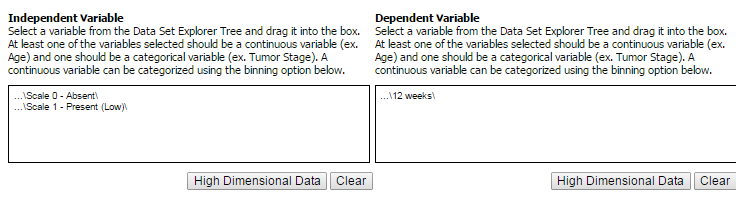 Independent Variable
Select a variable from the Data Set Explorer Tree and drag it into the box.
At least one of the variables selected should be a continuous variable (ex.
Age) and one should be a categorical variable (ex. Tumor Stage). A
continuous variable can be categorized using the binning option below.
...\Scale 0 - Absent\
...\Scale 1 - Present (Low)\
High Dimensional Data Clear
Dependent Variable
Select a variable from the Data Set Explorer Tree and drag it into the box.
At least one of the variables selected should be a continuous variable (ex.
Age) and one should be a categorical variable (ex. Tumor Stage). A
continuous variable can be categorized using the binning option below.
...\12 weeks\
High Dimensional Data Clear